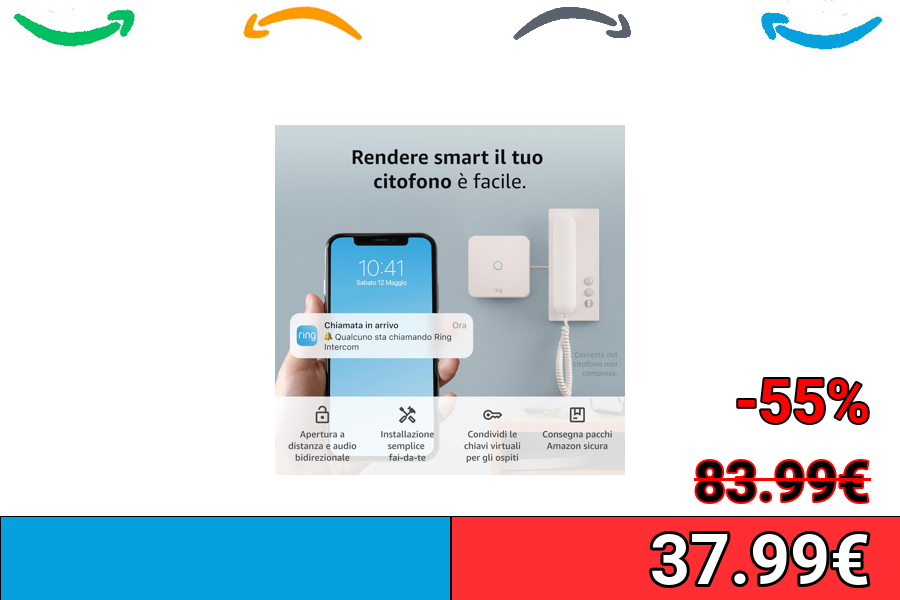 Rendere smart il tuo
citofono è facile.
10:41
Sabato 12 Maggio
ring
Chiamata in arrivo
Ora
Qualcuno sta chiamando Ring
Intercom
ring
Cornetta del
citofono non
compresa.
Apertura a
distanza e audio
bidirezionale
Installazione
semplice
fai-da-te
Condividi le
chiavi virtuali
per gli ospiti
Consegna pacchi
Amazon sicura
-55%
83.99€
37.99€